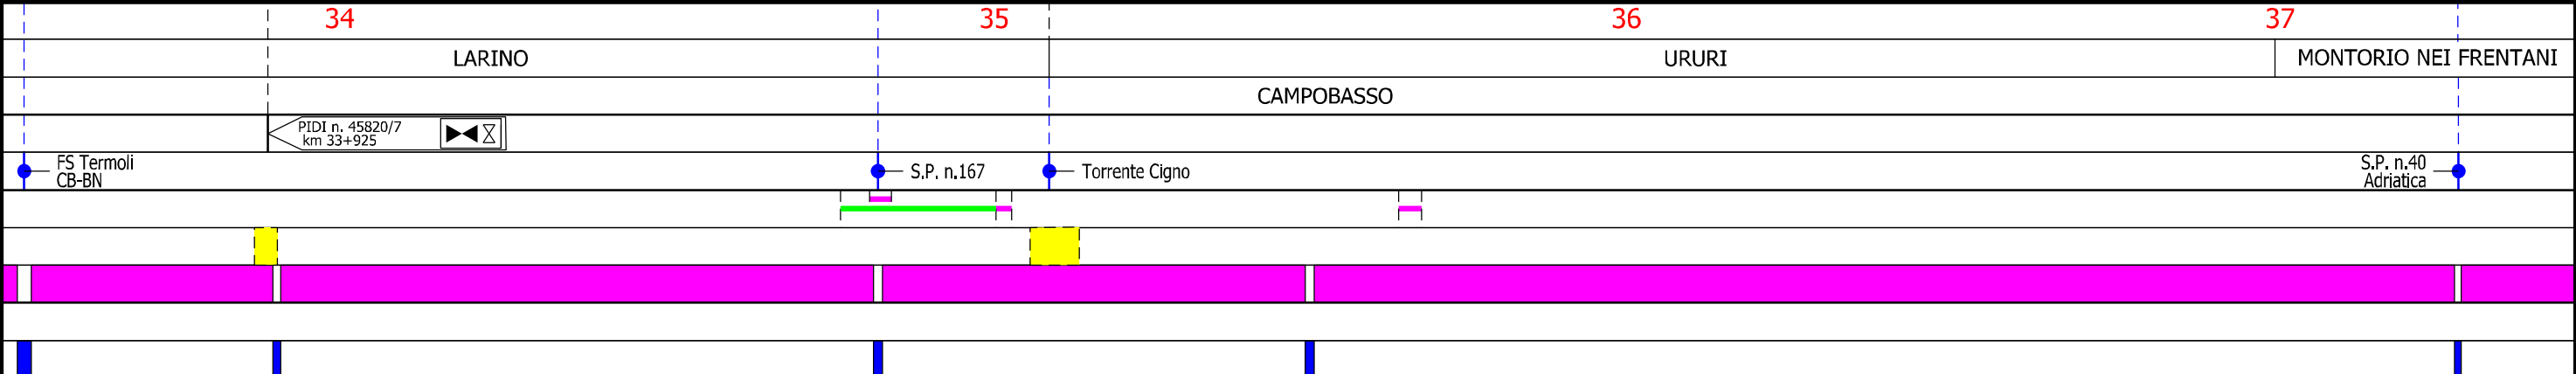 34 35 36 37
LARINO URURI MONTORIO NEI FRENTANI
CAMPOBASSO
PIDI n. 45820/7
km 33+925
FS Termoli
CB-BN
S.P. n.167
Torrente Cigno
S.P. n.40
Adriatica